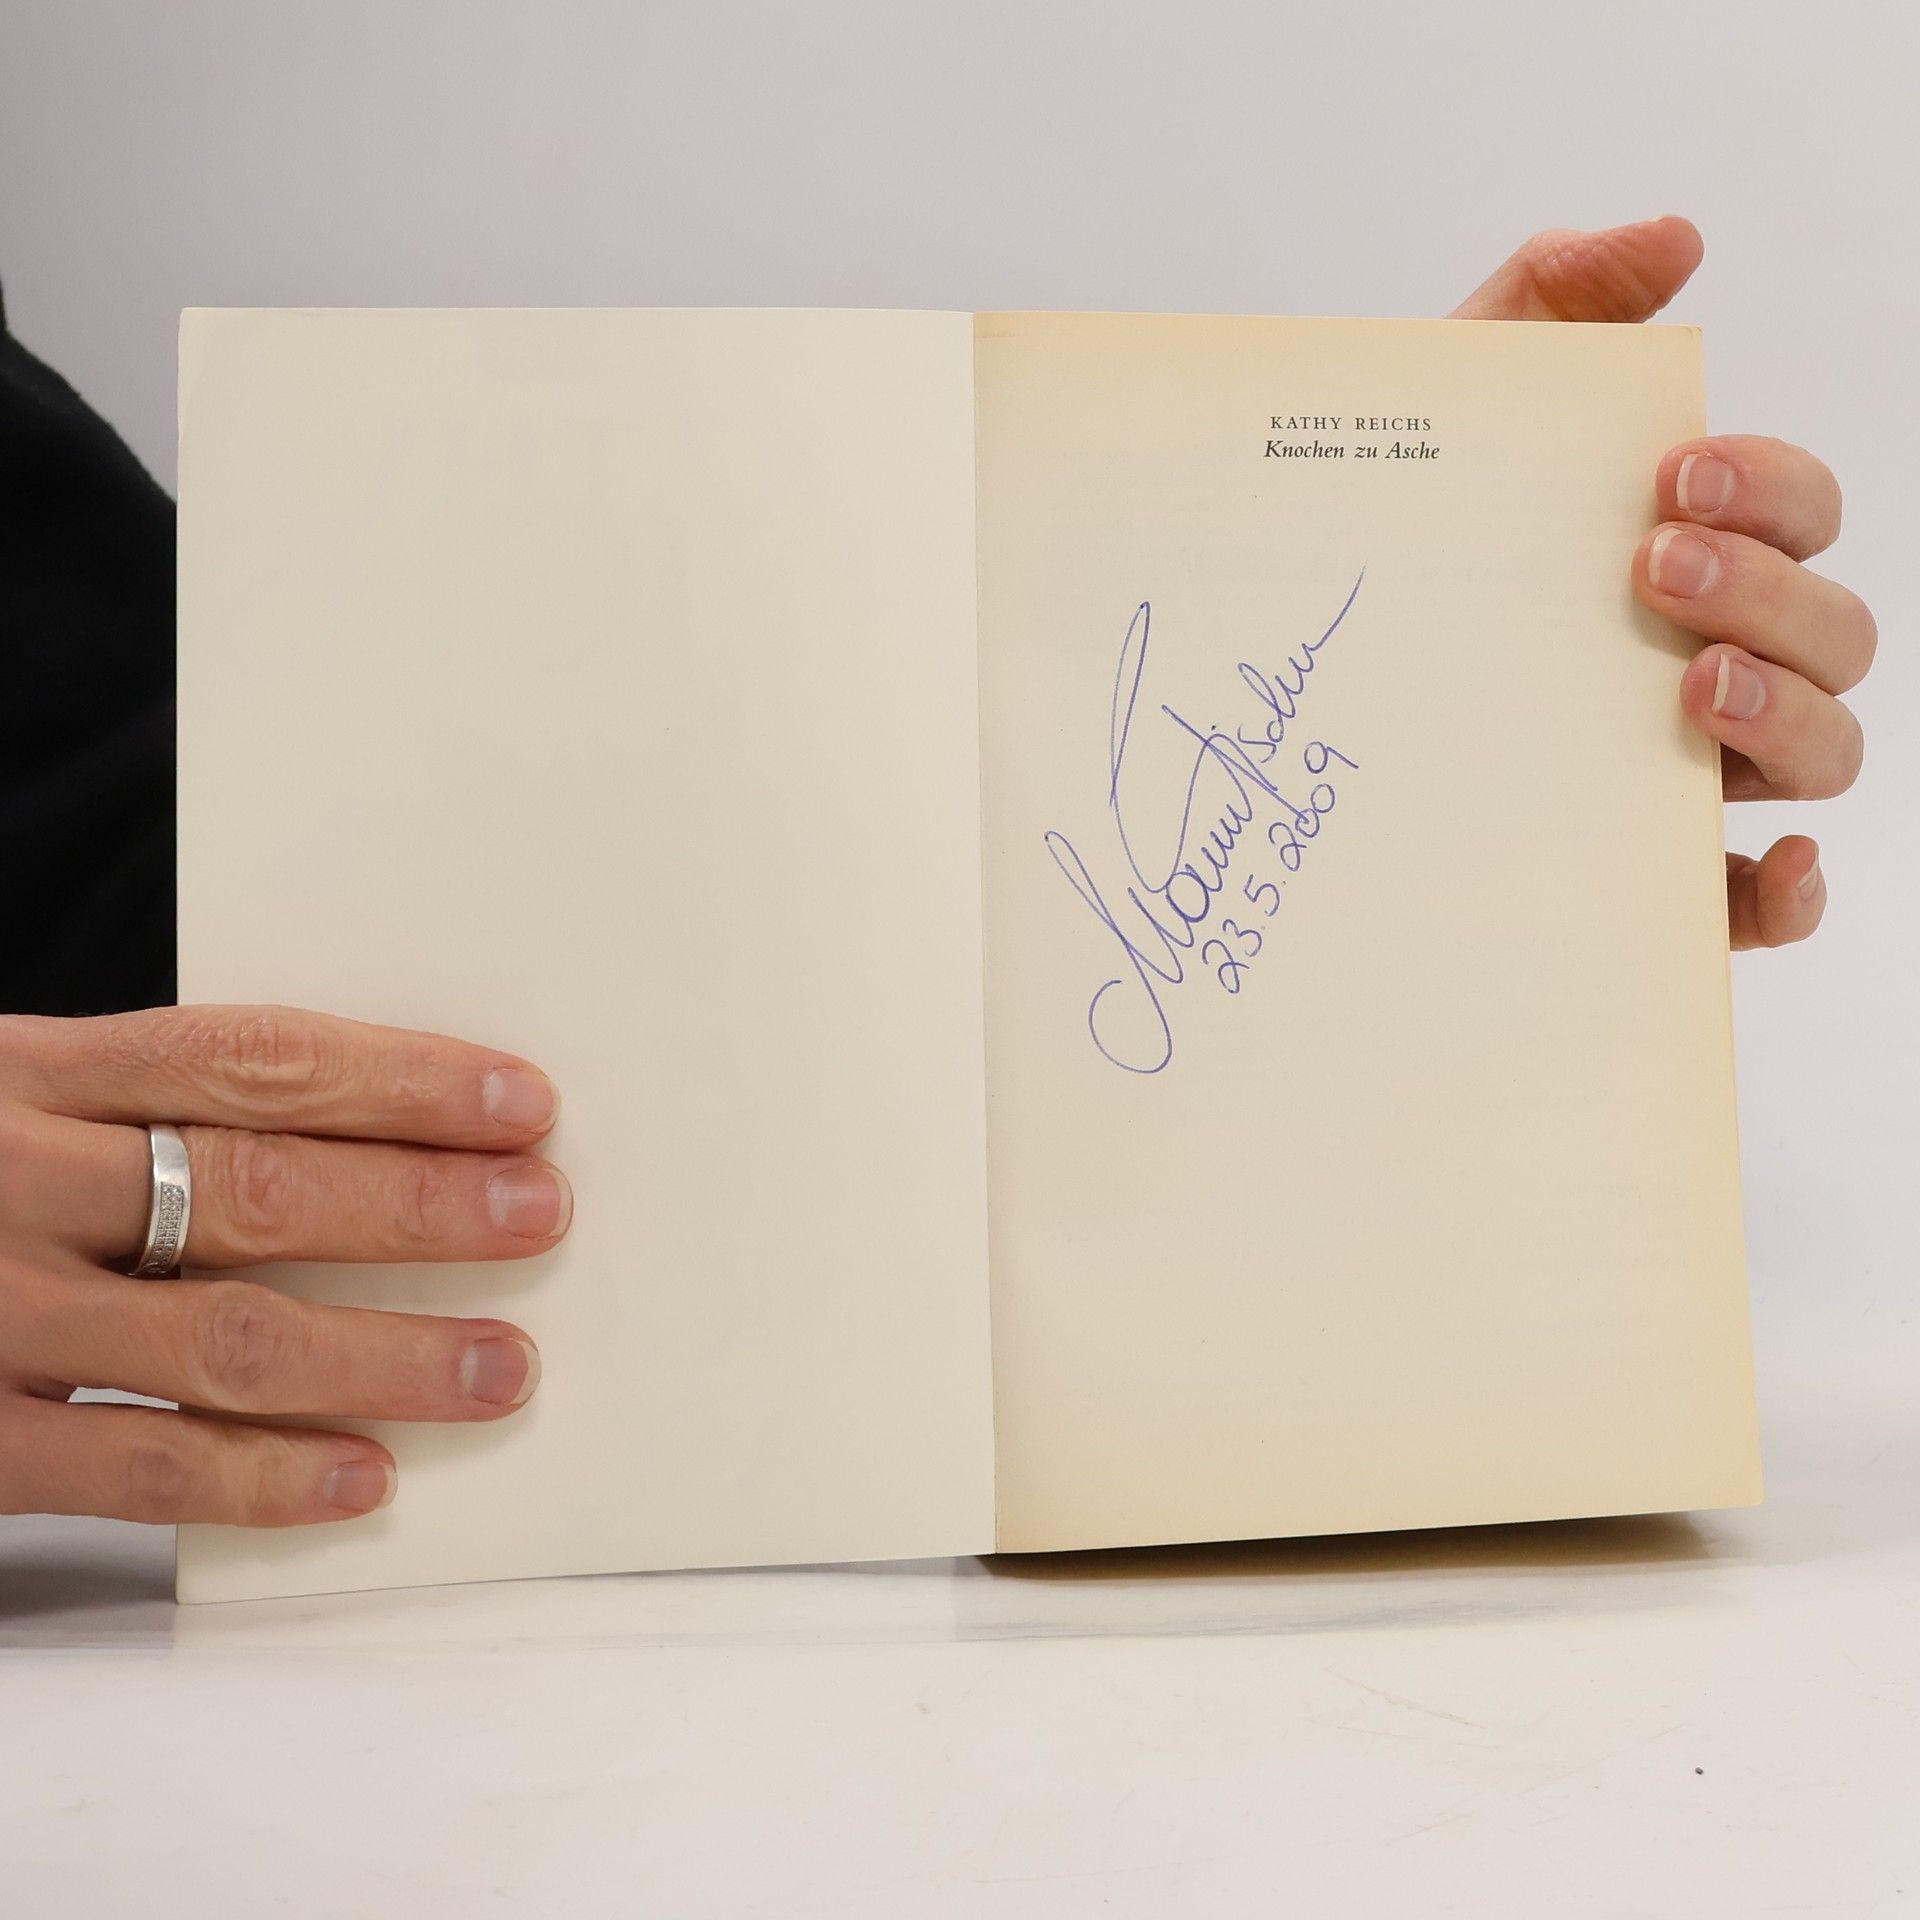 KATHY REICHS
Knochen zu Asche
23.5.2009